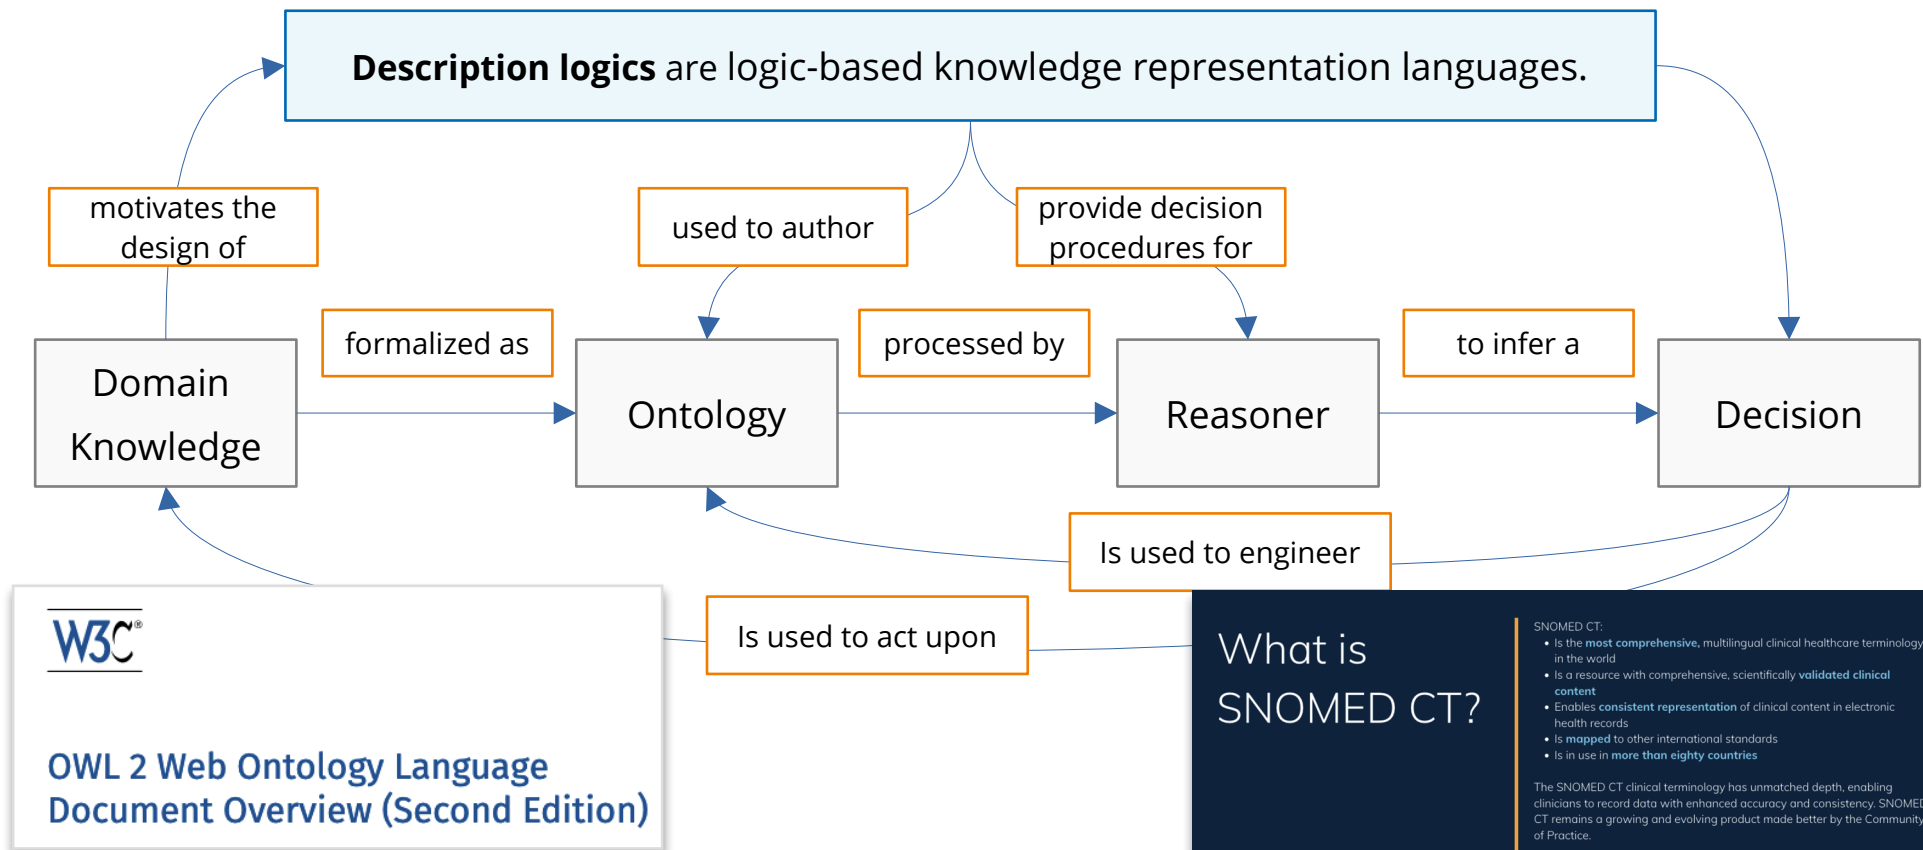 Description logics are logic-based knowledge representation languages.
motivates the
design of
used to author
provide decision
procedures for
formalized as
processed by
to infer a
Domain
Knowledge
Ontology
Reasoner
Decision
Is used to engineer
Is used to act upon
W3C®
OWL 2 Web Ontology Language
Document Overview (Second Edition)
What is
SNOMED CT?
SNOMED CT:
• Is the most comprehensive, multilingual clinical healthcare terminology
in the world
• Is a resource with comprehensive, scientifically validated clinical
content
• Enables consistent representation of clinical content in electronic
health records
• Is mapped to other international standards
• Is in use in more than eighty countries
The SNOMED CT clinical terminology has unmatched depth, enabling
clinicians to record data with enhanced accuracy and consistency. SNOMED
CT remains a growing and evolving product made better by the Community
of Practice.